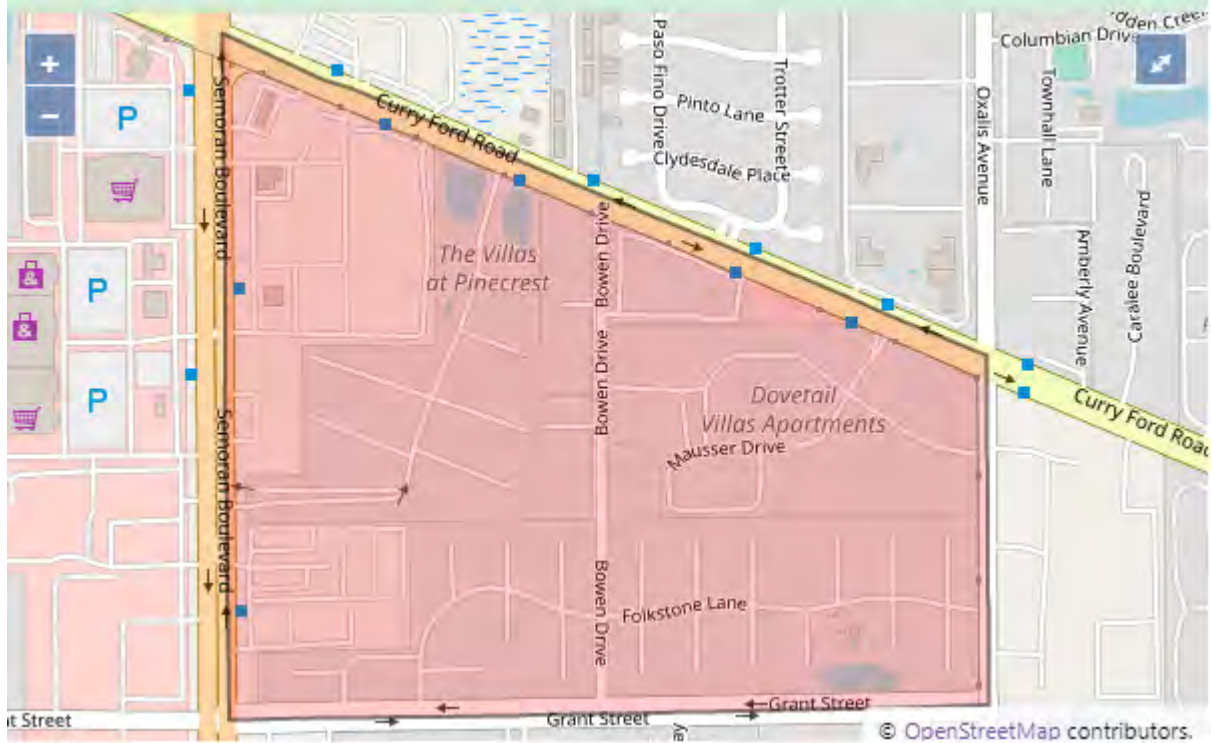 Columbian Drive
Semoran Boulevard
Curry Ford Road
Paso Fino Drive
Pinto Lane
Trotter Street
Clydesdale Place
Oxalis Avenue
Townhall Lane
Amberly Avenue
Caralee Boulevard
+
−
P
P
P
&
&
The Villas
at Pinecrest
Bowen Drive
Bowen Drive
Dovetail
Villas Apartments
Mausser Drive
Curry Ford Road
Semoran Boulevard
Bowen Drive
Folkstone Lane
Grant Street
Grant Street
nt Street
© OpenStreetMap contributors.